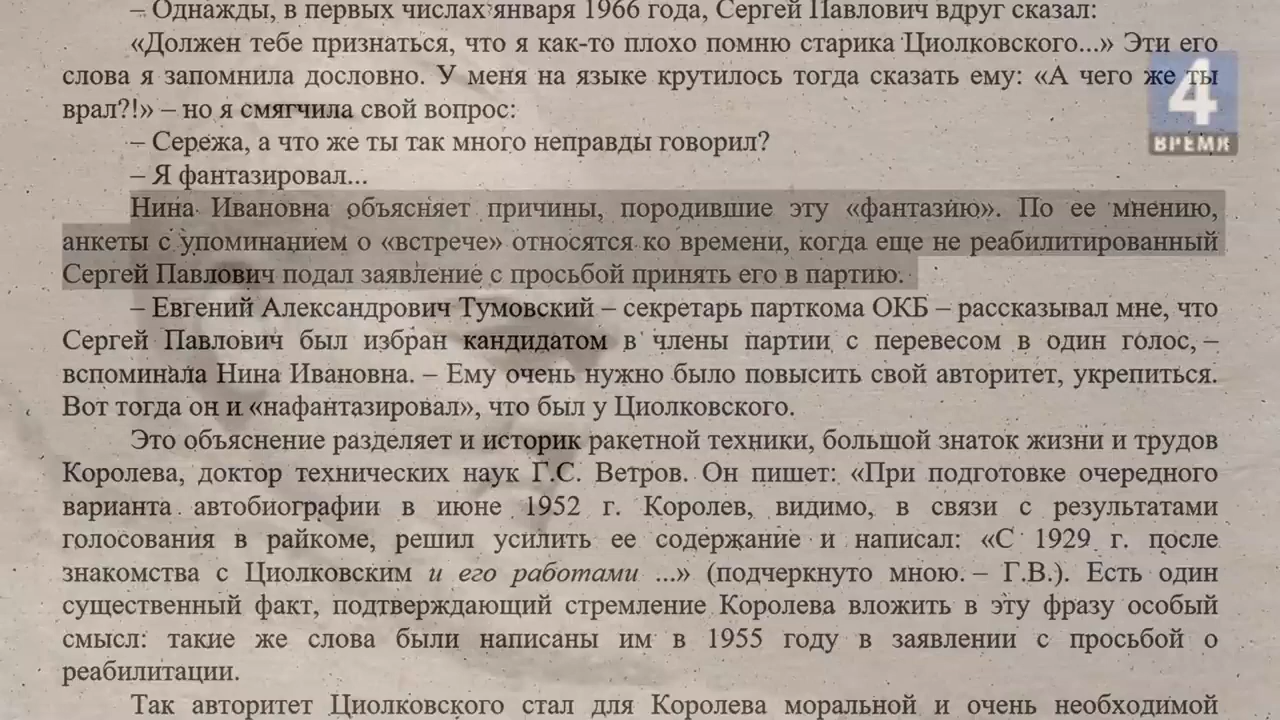 – Однажды, в первых числах января 1966 года, Сергей Павлович вдруг сказал:
«Должен тебе признаться, что я как-то плохо помню старика Циолковского...» Эти его
слова я запомнила дословно. У меня на языке крутилось тогда сказать ему: «А чего же ты
врал?!» – но я смягчила свой вопрос:
– Сережа, а что же ты так много неправды говорил?
– Я фантазировал...
Нина Ивановна объясняет причины, породившие эту «фантазию». По ее мнению,
анкеты с упоминанием о «встрече» относятся ко времени, когда еще не реабилитированный
Сергей Павлович подал заявление с просьбой принять его в партию.
– Евгений Александрович Тумовский – секретарь парткома ОКБ – рассказывал мне, что
Сергей Павлович был избран кандидатом в члены партии с перевесом в один голос, –
вспоминала Нина Ивановна. – Ему очень нужно было повысить свой авторитет, укрепиться.
Вот тогда он и «нафантазировал», что был у Циолковского.
Это объяснение разделяет и историк ракетной техники, большой знаток жизни и трудов
Королева, доктор технических наук Г.С. Ветров. Он пишет: «При подготовке очередного
варианта автобиографии в июне 1952 г. Королев, видимо, в связи с результатами
голосования в райкоме, решил усилить ее содержание и написал: «С 1929 г. после
знакомства с Циолковским и его работами ...» (подчеркнуто мною. – Г.В.). Есть один
существенный факт, подтверждающий стремление Королева вложить в эту фразу особый
смысл: такие же слова были написаны им в 1955 году в заявлении с просьбой о
реабилитации.
Так авторитет Циолковского стал для Королева моральной и очень необходимой
4
ВРЕМЯ